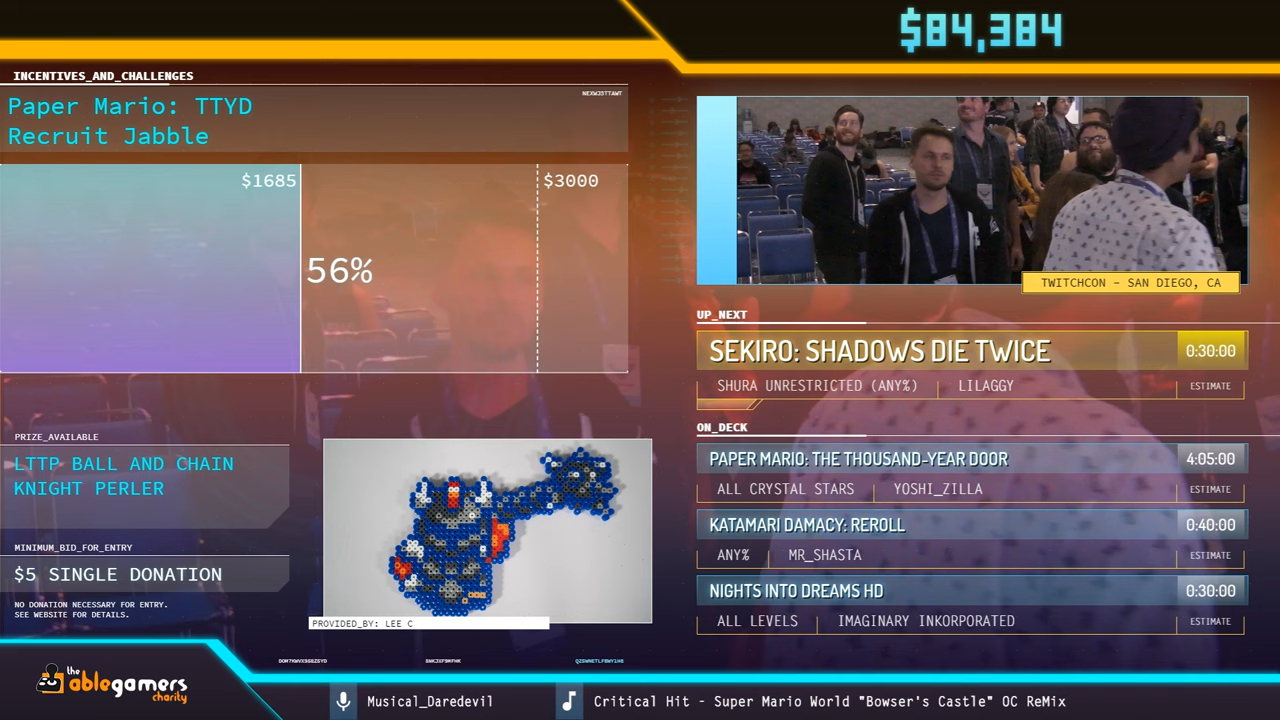 $84,384
INCENTIVES_AND_CHALLENGES
Paper Mario: TTYD
Recruit Jabble
$1685
$3000
56%
TWITCHCON - SAN DIEGO, CA
UP_NEXT
SEKIRO: SHADOWS DIE TWICE 0:30:00
SHURA UNRESTRICTED (ANY%) LILAGGY ESTIMATE
ON_DECK
PAPER MARIO: THE THOUSAND-YEAR DOOR 4:05:00
ALL CRYSTAL STARS YOSHI_ZILLA ESTIMATE
KATAMARI DAMACY: REROLL 0:40:00
ANY% MR_SHASTA ESTIMATE
NIGHTS INTO DREAMS HD 0:30:00
ALL LEVELS IMAGINARY INKORPORATED ESTIMATE
PRIZE_AVAILABLE
LTTP BALL AND CHAIN
KNIGHT PERLER
MINIMUM_BID_FOR_ENTRY
$5 SINGLE DONATION
NO DONATION NECESSARY FOR ENTRY.
SEE WEBSITE FOR DETAILS.
PROVIDED_BY: LEE C
the
ablegamers
charity
Musical_Daredevil
Critical Hit - Super Mario World "Bowser's Castle" OC ReMix